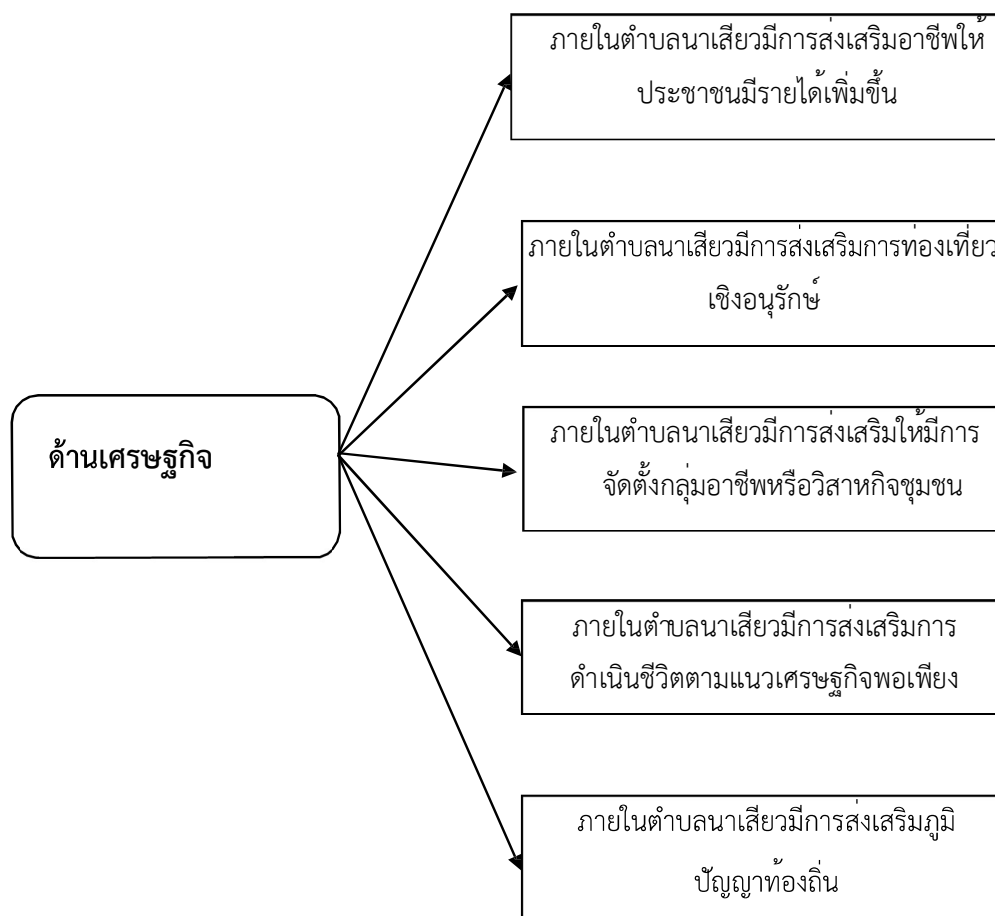 ภายในตำบลนาเสียวมีการส่งเสริมอาชีพให้
ประชาชนมีรายได้เพิ่มขึ้น
ภายในตำบลนาเสียวมีการส่งเสริมการท่องเที่ยว
เชิงอนุรักษ์
ด้านเศรษฐกิจ
ภายในตำบลนาเสียวมีการส่งเสริมให้มีการ
จัดตั้งกลุ่มอาชีพหรือวิสาหกิจชุมชน
ภายในตำบลนาเสียวมีการส่งเสริมการ
ดำเนินชีวิตตามแนวเศรษฐกิจพอเพียง
ภายในตำบลนาเสียวมีการส่งเสริมภูมิ
ปัญญาท้องถิ่น